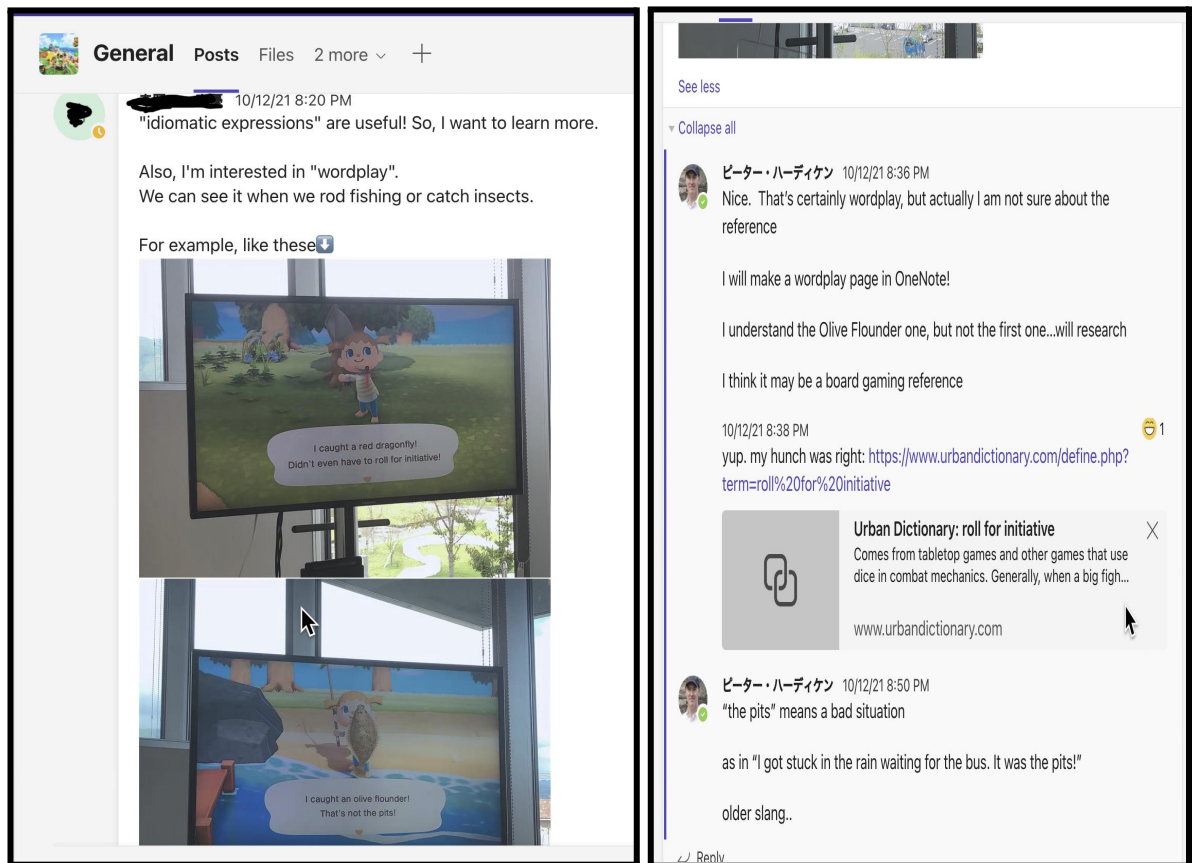 General Posts Files 2 more
10/12/21 8:20 PM
"idiomatic expressions" are useful! So, I want to learn more.
Also, I'm interested in "wordplay".
We can see it when we rod fishing or catch insects.
For example, like these⬇️
I caught a red dragonfly!
Didn't even have to roll for initiative!
I caught an olive flounder!
That's not the pits!
See less
Collapse all
ピーター・ハーディケン 10/12/21 8:36 PM
Nice. That's certainly wordplay, but actually I am not sure about the
reference
I will make a wordplay page in OneNote!
I understand the Olive Flounder one, but not the first one...will research
I think it may be a board gaming reference
10/12/21 8:38 PM
1
yup. my hunch was right: https://www.urbandictionary.com/define.php?
term=roll%20for%20initiative
Urban Dictionary: roll for initiative
Comes from tabletop games and other games that use
dice in combat mechanics. Generally, when a big figh...
www.urbandictionary.com
ピーター・ハーディケン 10/12/21 8:50 PM
"the pits" means a bad situation
as in "I got stuck in the rain waiting for the bus. It was the pits!"
older slang..
Reply